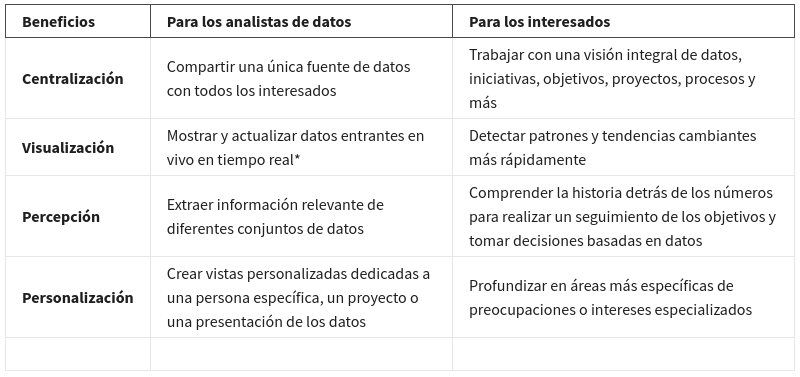 Beneficios Para los analistas de datos Para los interesados
Centralización
Compartir una única fuente de datos
con todos los interesados
Trabajar con una visión integral de datos,
iniciativas, objetivos, proyectos, procesos y
más
Visualización
Mostrar y actualizar datos entrantes en
vivo en tiempo real*
Detectar patrones y tendencias cambiantes
más rápidamente
Percepción
Extraer información relevante de
diferentes conjuntos de datos
Comprender la historia detrás de los números
para realizar un seguimiento de los objetivos y
tomar decisiones basadas en datos
Personalización
Crear vistas personalizadas dedicadas a
una persona específica, un proyecto o
una presentación de los datos
Profundizar en áreas más específicas de
preocupaciones o intereses especializados